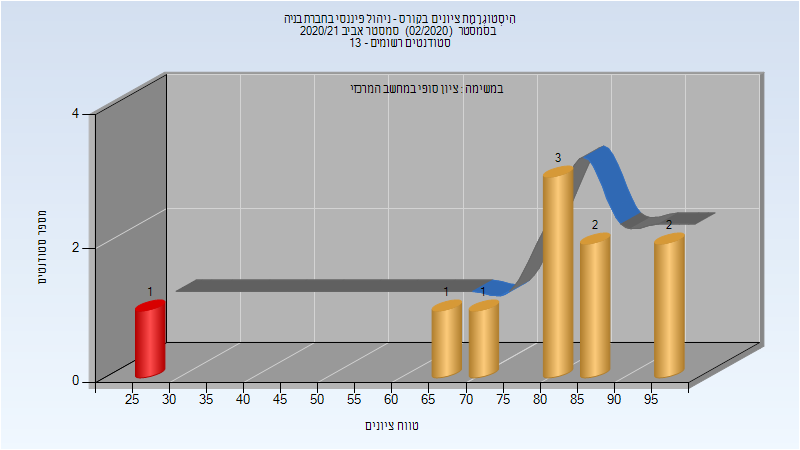 היסטוגרמת ציונים בקורס - ניהול פיננסי בחברת בניה
בסמסטר (02/2020) סמסטר אביב 2020/21
סטודנטים רשומים - 13
במשימה : ציון סופי במחשב המרכזי
מספר סטודנטים
4
2
0
1
1
1
3
2
2
25 30 35 40 45 50 55 60 65 70 75 80 85 90 95
טווח ציונים